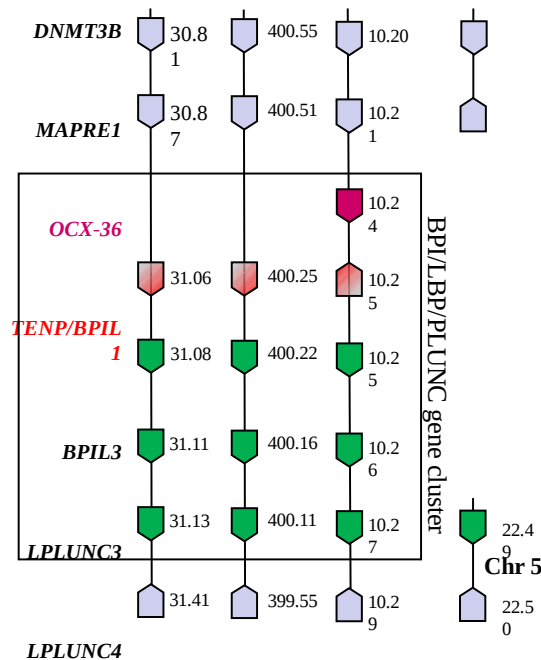 DNMT3B 30.8 400.55 10.20
1
MAPRE1 30.8 400.51 10.2
7 1
OCX-36 10.2
4
31.06 400.25 10.2
5
TENP/BPIL
1
31.08 400.22 10.2
5
BPIL3 31.11 400.16 10.2
6
31.13 400.11 10.2
7
LPLUNC3
BPI/LBP/PLUNC gene cluster
22.4
9
Chr 5
31.41 399.55 10.2
9
22.5
0
LPLUNC4